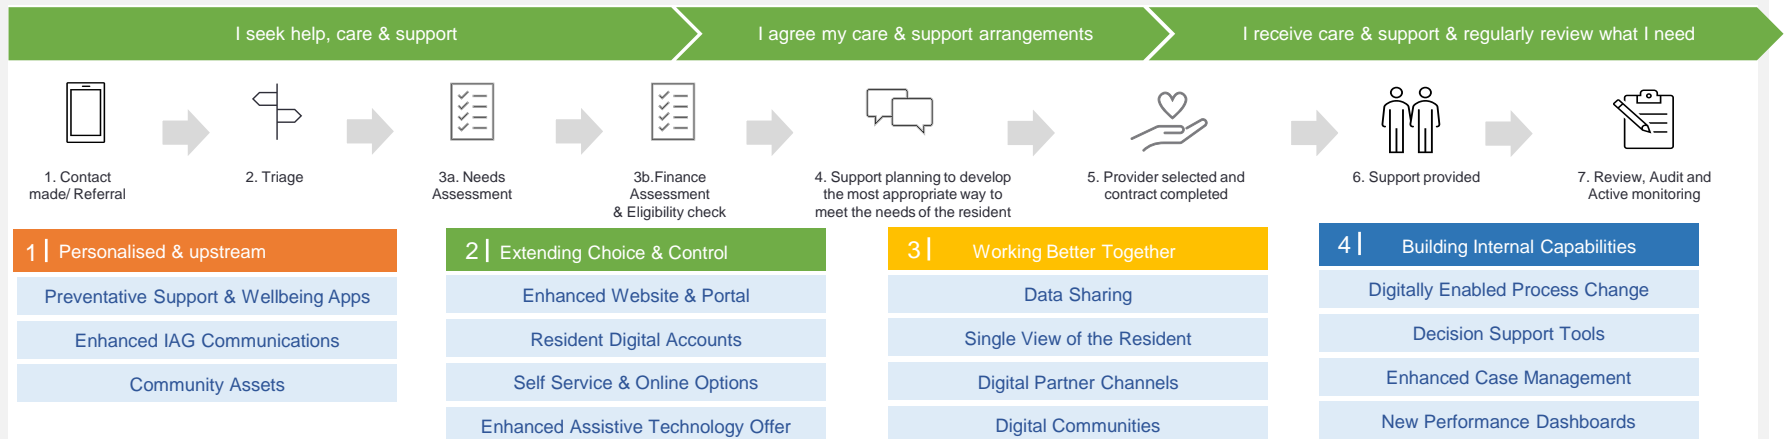 I seek help, care & support
I agree my care & support arrangements
I receive care & support & regularly review what I need
1. Contact
made/ Referral
2. Triage
3a. Needs
Assessment
3b.Finance
Assessment
& Eligibility check
4. Support planning to develop
the most appropriate way to
meet the needs of the resident
5. Provider selected and
contract completed
6. Support provided
7. Review, Audit and
Active monitoring
1 | Personalised & upstream
Preventative Support & Wellbeing Apps
Enhanced IAG Communications
Community Assets
2 | Extending Choice & Control
Enhanced Website & Portal
Resident Digital Accounts
Self Service & Online Options
Enhanced Assistive Technology Offer
3 | Working Better Together
Data Sharing
Single View of the Resident
Digital Partner Channels
Digital Communities
4 | Building Internal Capabilities
Digitally Enabled Process Change
Decision Support Tools
Enhanced Case Management
New Performance Dashboards